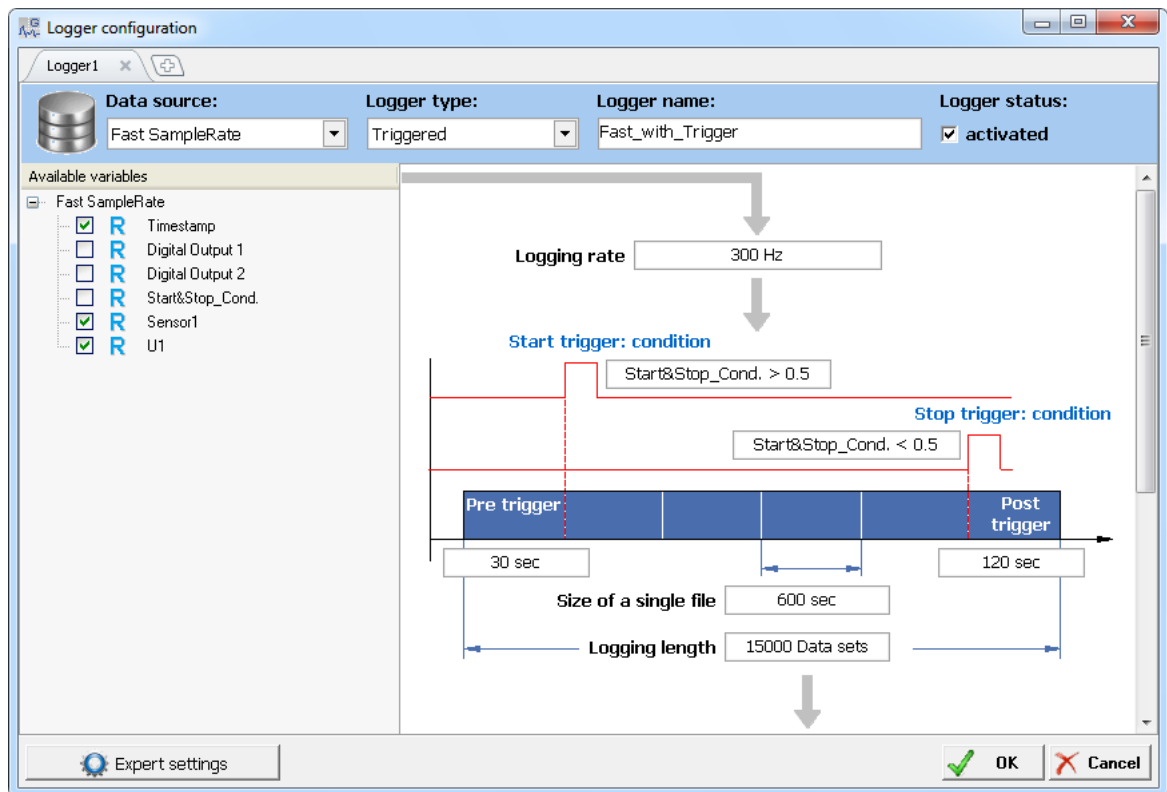 Logger configuration
Logger1
Data source:
Logger type:
Logger name:
Logger status:
Fast SampleRate
Triggered
Fast_with_Trigger
activated
Available variables
Fast SampleRate
R Timestamp
R Digital Output 1
R Digital Output 2
R Start&Stop_Cond.
R Sensor1
R U1
Logging rate 300 Hz
Start trigger: condition
Start&Stop_Cond. > 0.5
Stop trigger: condition
Start&Stop_Cond. < 0.5
Pre trigger
Post
trigger
30 sec
120 sec
Size of a single file 600 sec
Logging length 15000 Data sets
Expert settings
OK
Cancel